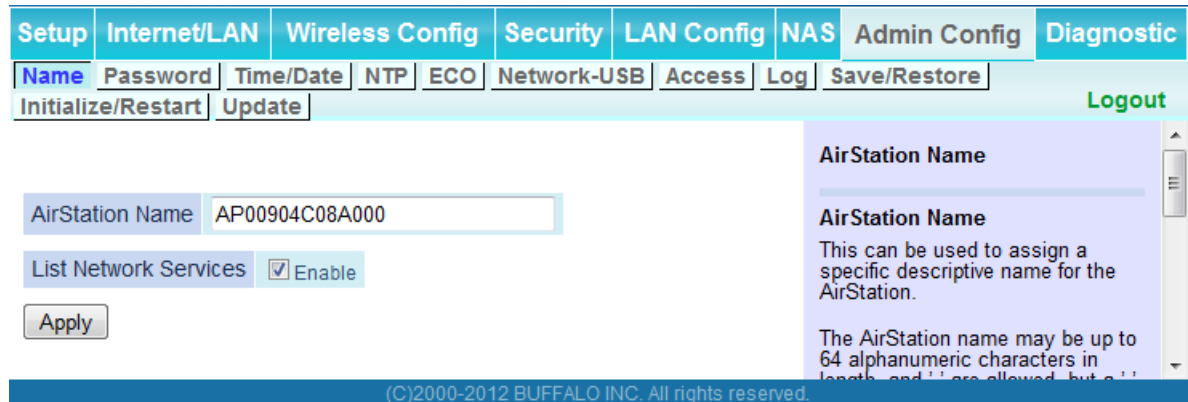 Setup Internet/LAN Wireless Config Security LAN Config NAS Admin Config Diagnostic
Name Password Time/Date NTP ECO Network-USB Access Log Save/Restore
Initialize/Restart Update
Logout
AirStation Name AP00904C08A000
List Network Services Enable
Apply
AirStation Name
AirStation Name
This can be used to assign a
specific descriptive name for the
AirStation.
The AirStation name may be up to
64 alphanumeric characters in
(C)2000-2012 BUFFALO INC. All rights reserved.